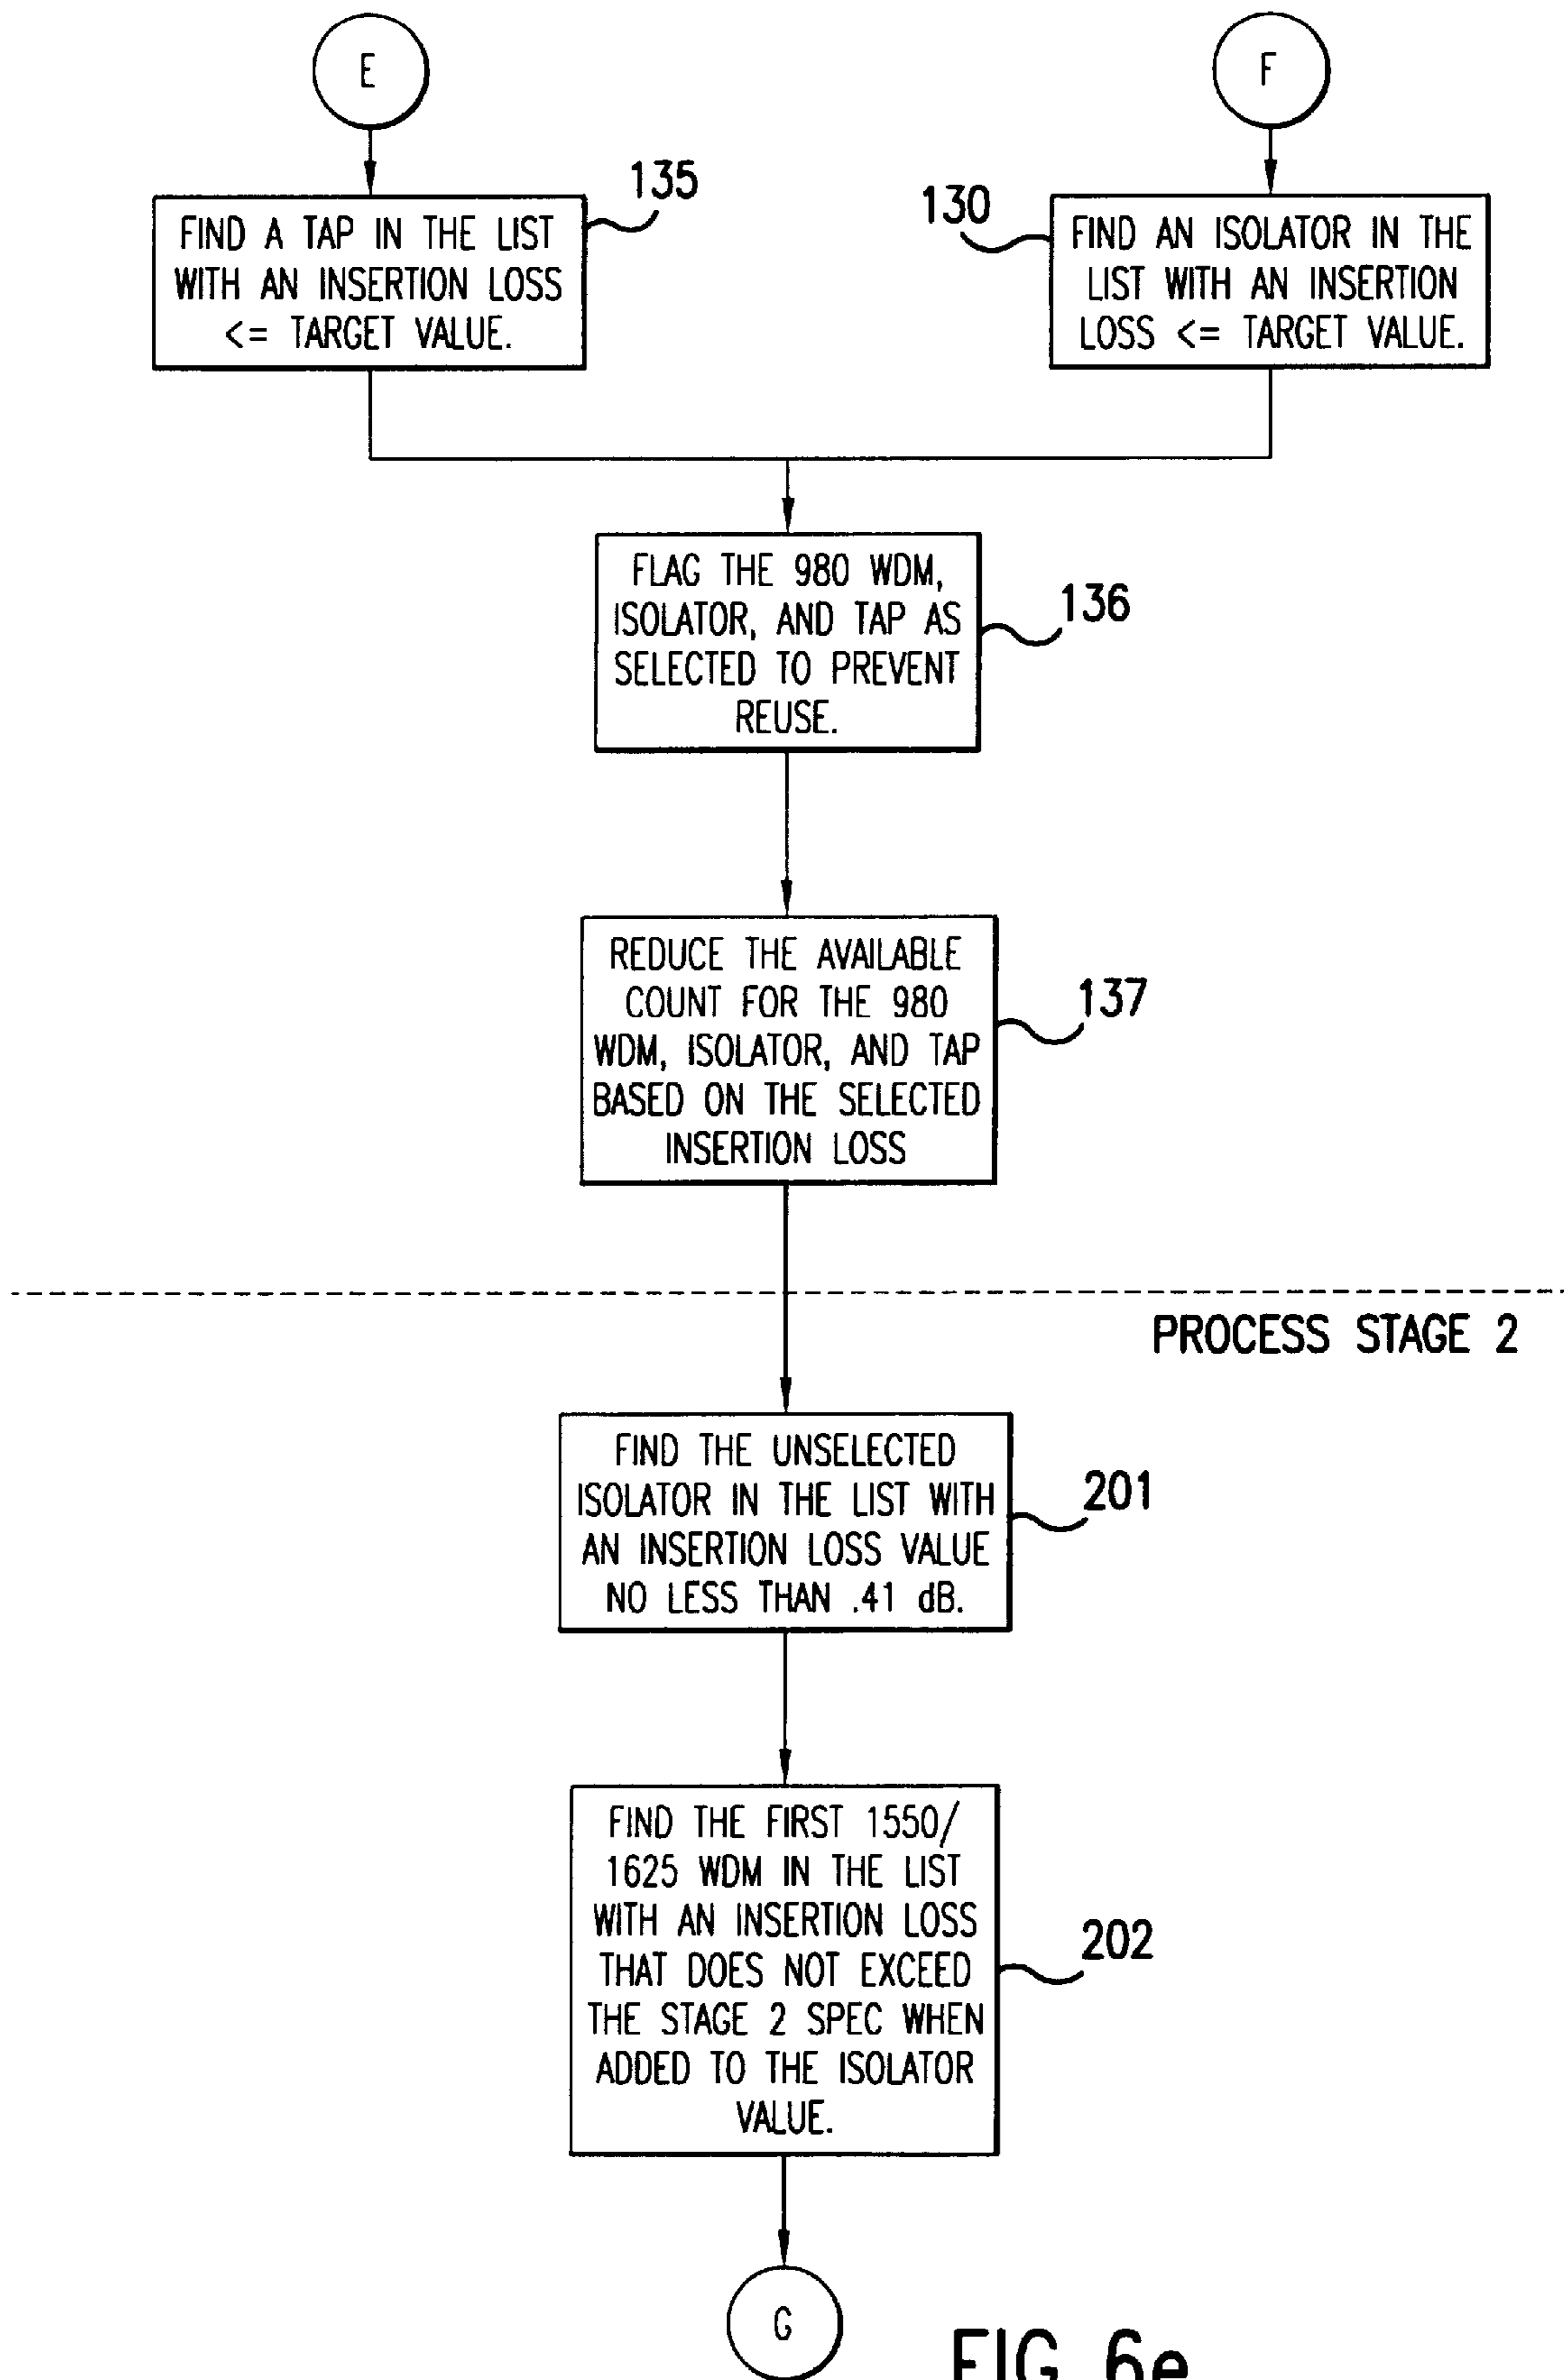 E
F
135
FIND A TAP IN THE LIST
WITH AN INSERTION LOSS
<= TARGET VALUE.
130
FIND AN ISOLATOR IN THE
LIST WITH AN INSERTION
LOSS <= TARGET VALUE.
FLAG THE 980 WDM,
ISOLATOR, AND TAP AS
SELECTED TO PREVENT
REUSE.
136
REDUCE THE AVAILABLE
COUNT FOR THE 980
WDM, ISOLATOR, AND TAP
BASED ON THE SELECTED
INSERTION LOSS
137
PROCESS STAGE 2
FIND THE UNSELECTED
ISOLATOR IN THE LIST WITH
AN INSERTION LOSS VALUE
NO LESS THAN .41 dB.
201
FIND THE FIRST 1550/
1625 WDM IN THE LIST
WITH AN INSERTION LOSS
THAT DOES NOT EXCEED
THE STAGE 2 SPEC WHEN
ADDED TO THE ISOLATOR
VALUE.
202
G
FIG 6e